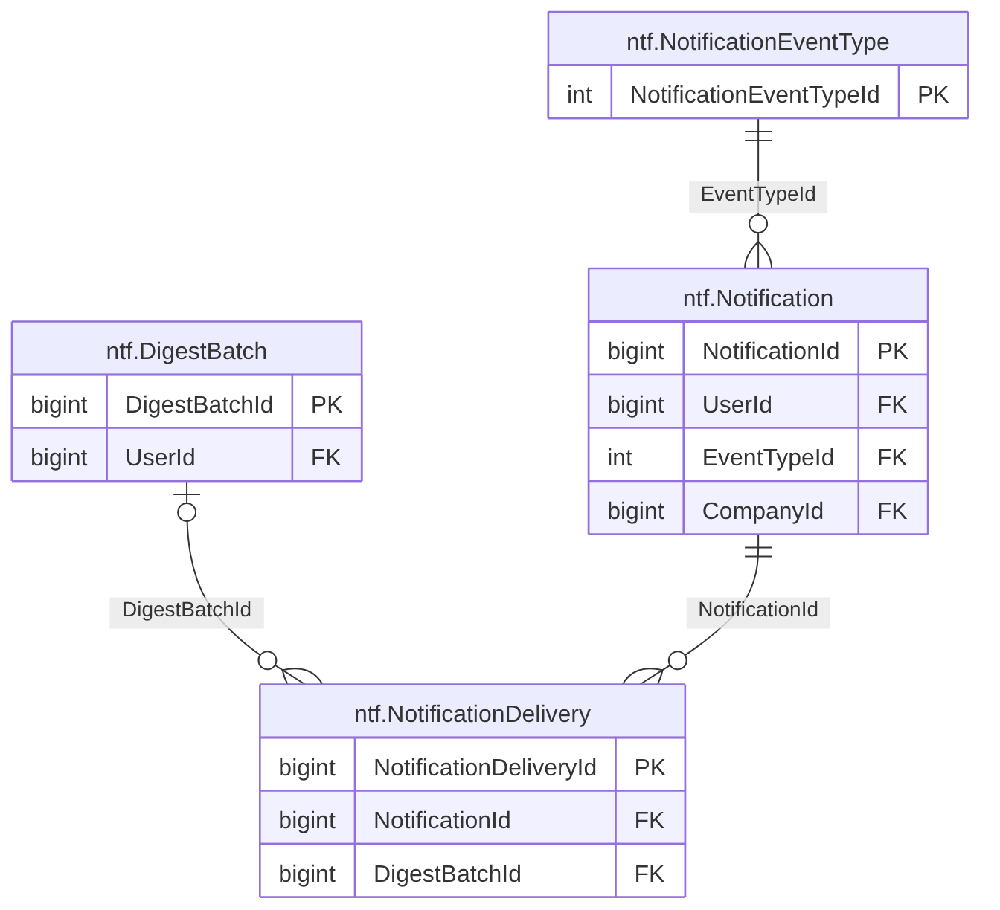 ntf.NotificationEventType
int NotificationEventTypeId PK
EventTypeId
ntf.Notification
bigint NotificationId PK
bigint UserId FK
int EventTypeId FK
bigint CompanyId FK
ntf.DigestBatch
bigint DigestBatchId PK
bigint UserId FK
DigestBatchId
NotificationId
ntf.NotificationDelivery
bigint NotificationDeliveryId PK
bigint NotificationId FK
bigint DigestBatchId FK